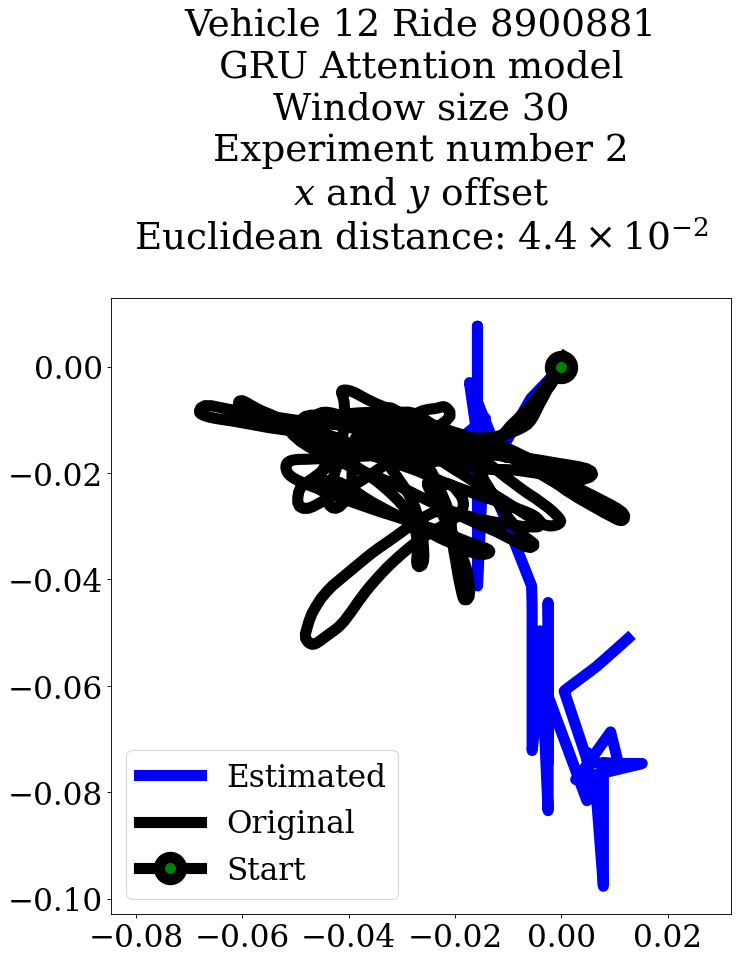 Vehicle 12 Ride 8900881
GRU Attention model
Window size 30
Experiment number 2
x and y offset
Euclidean distance: 4.4 × 10⁻²
0.00
−0.02
−0.04
−0.06
−0.08
−0.10
Estimated
Original
Start
−0.08 −0.06 −0.04 −0.02 0.00 0.02